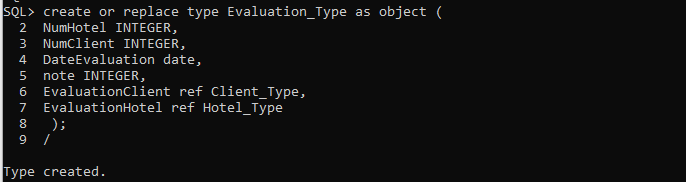 SQL> create or replace type Evaluation_Type as object (
  2  NumHotel INTEGER,
  3  NumClient INTEGER,
  4  DateEvaluation date,
  5  note INTEGER,
  6  EvaluationClient ref Client_Type,
  7  EvaluationHotel ref Hotel_Type
  8   );
  9  /
Type created.